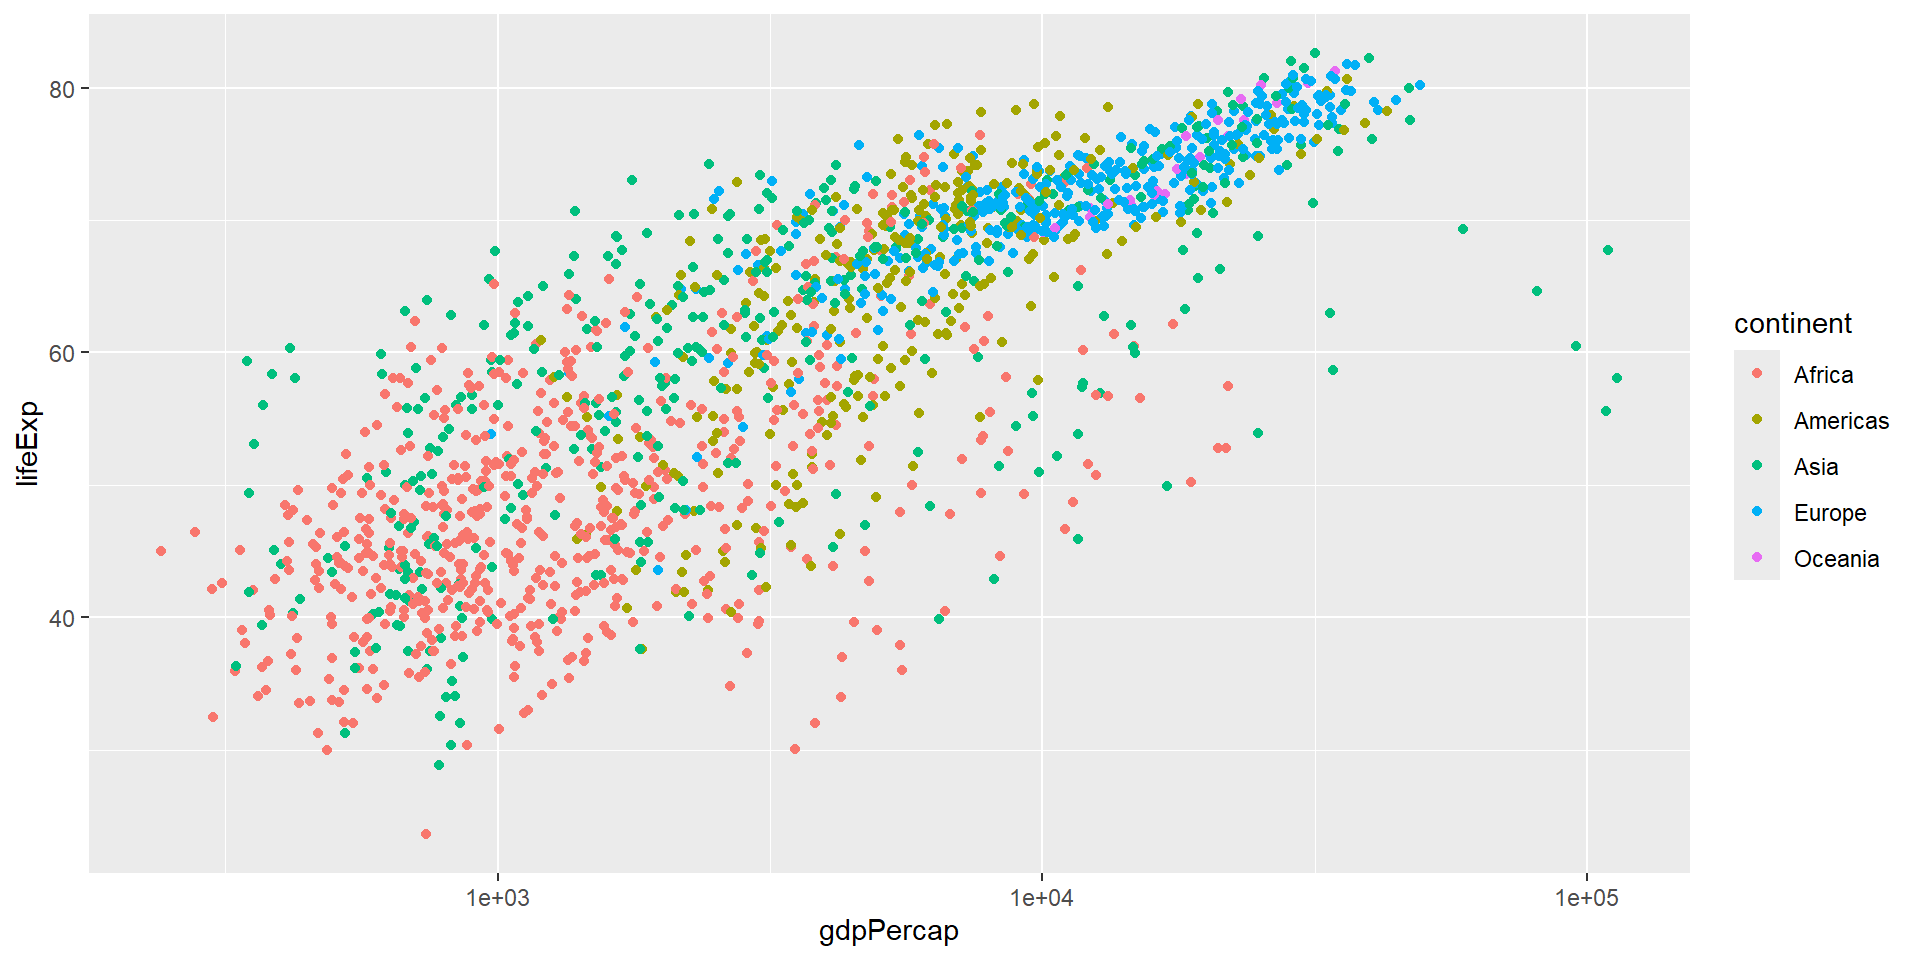 80
60
40
lifeExp
1e+03
1e+04
1e+05
gdpPercap
continent
Africa
Americas
Asia
Europe
Oceania